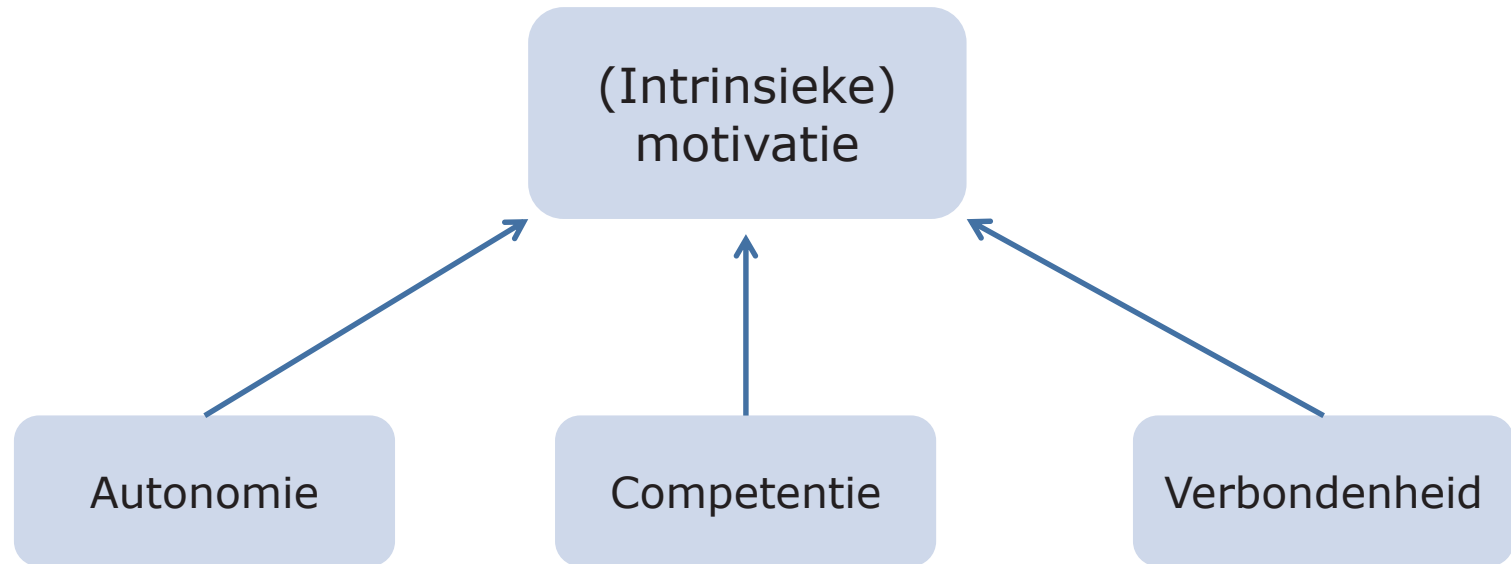 (Intrinsieke)
motivatie
Autonomie
Competentie
Verbondenheid